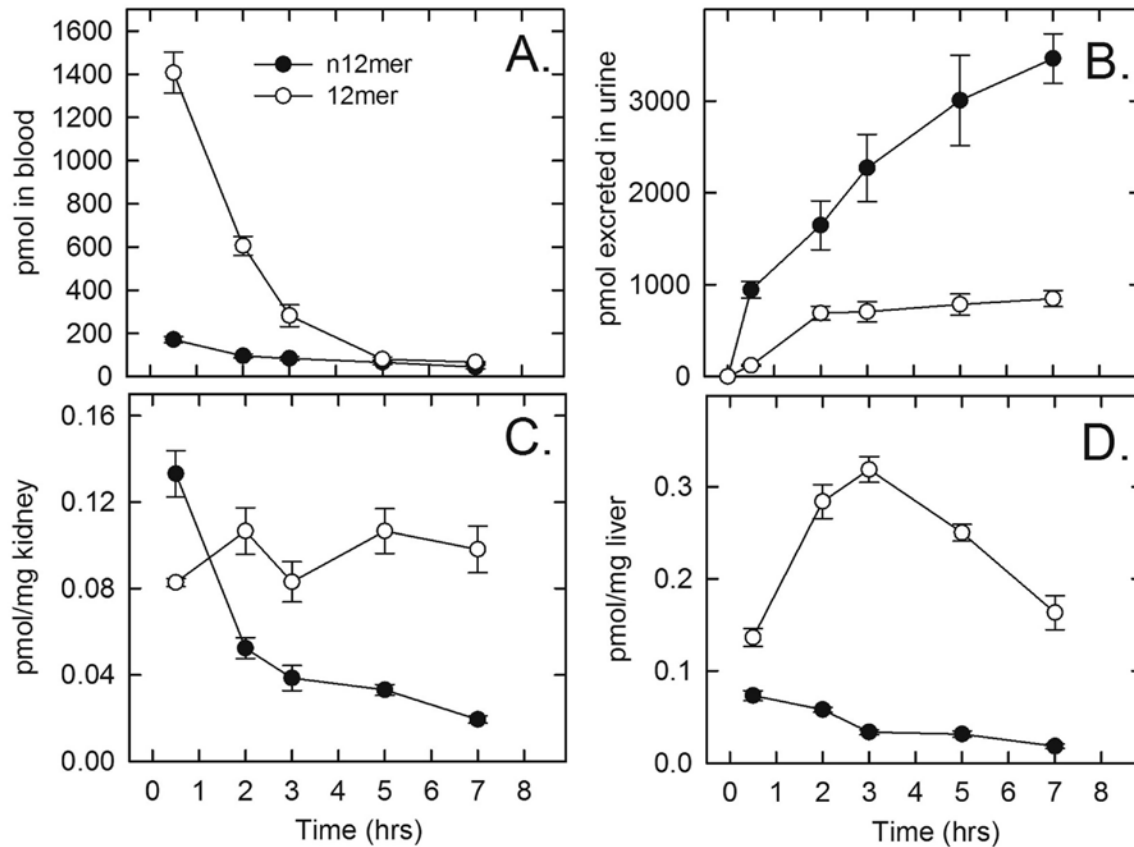 A.
n12mer
12mer
pmol in blood
1600
1400
1200
1000
800
600
400
200
0
B.
pmol excreted in urine
3000
2000
1000
0
C.
pmol/mg kidney
0.16
0.12
0.08
0.04
0.00
0 1 2 3 4 5 6 7 8
Time (hrs)
D.
pmol/mg liver
0.3
0.2
0.1
0.0
0 1 2 3 4 5 6 7 8
Time (hrs)